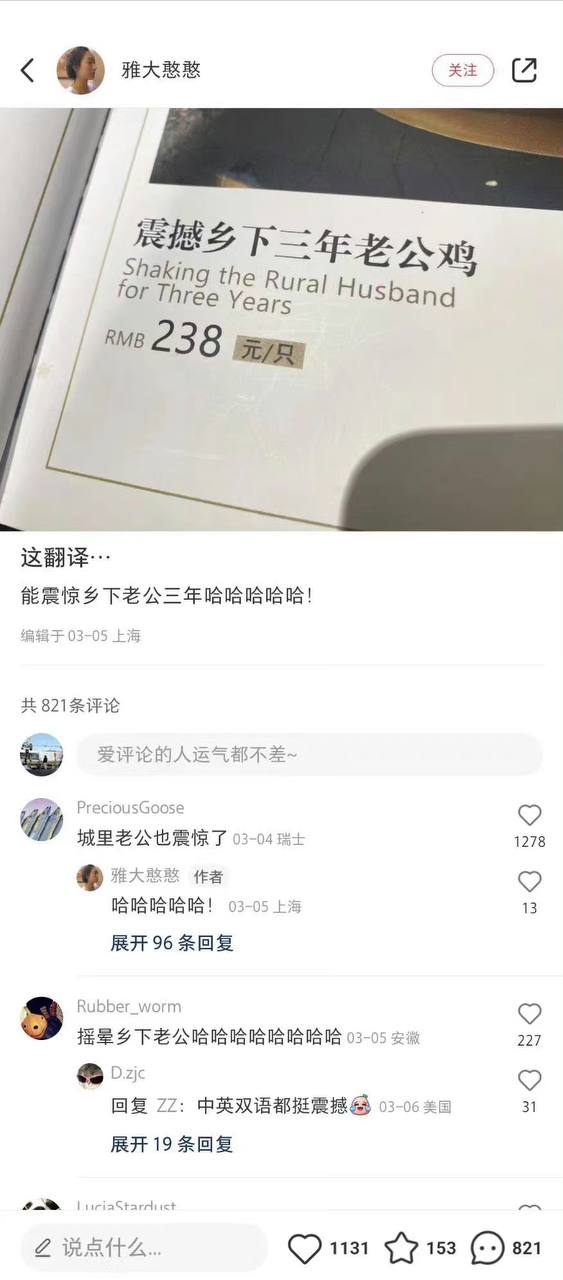 雅大憨憨
关注
震撼乡下三年老公鸡
Shaking the Rural Husband
for Three Years
RMB 238 元/只
这翻译…
能震惊乡下老公三年哈哈哈哈哈！
编辑于 03-05 上海
共 821条评论
爱评论的人运气都不差~
PreciousGoose
城里老公也震惊了 03-04 瑞士
1278
雅大憨憨 作者
哈哈哈哈哈！ 03-05 上海
13
展开 96 条回复
Rubber_worm
摇晕乡下老公哈哈哈哈哈哈哈哈 03-05 安徽
227
D.zjc
回复 ZZ：中英双语都挺震撼 03-06 美国
31
展开 19 条回复
LuciaStardust
说点什么... 1131 153 821